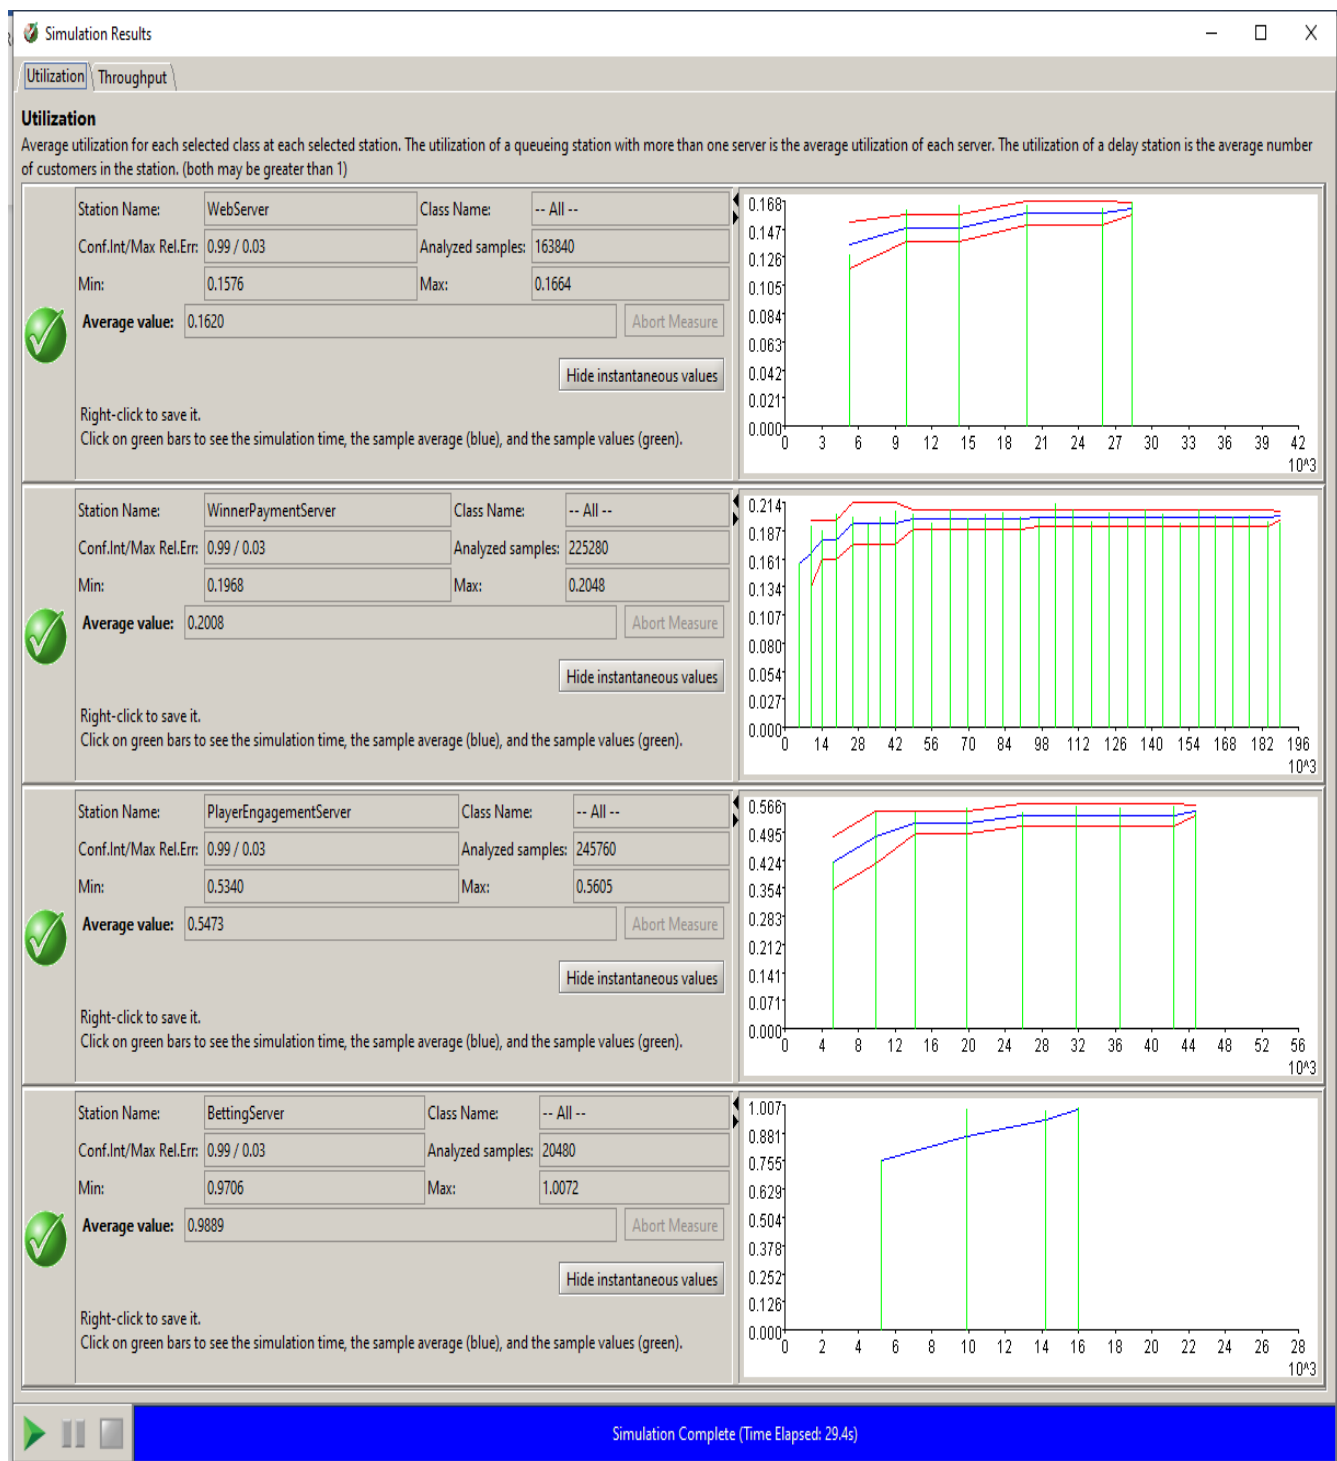 Simulation Results
Utilization Throughput
Utilization
Average utilization for each selected class at each selected station. The utilization of a queueing station with more than one server is the average utilization of each server. The utilization of a delay station is the average number
of customers in the station. (both may be greater than 1)
Station Name: WebServer Class Name: -- All --
Conf.Int/Max Rel.Err: 0.99 / 0.03 Analyzed samples: 163840
Min: 0.1576 Max: 0.1664
Average value: 0.1620 Abort Measure
Hide instantaneous values
Right-click to save it.
Click on green bars to see the simulation time, the sample average (blue), and the sample values (green).
0.168
0.147
0.126
0.105
0.084
0.063
0.042
0.021
0.000
0 3 6 9 12 15 18 21 24 27 30 33 36 39 42
10^3
Station Name: WinnerPaymentServer Class Name: -- All --
Conf.Int/Max Rel.Err: 0.99 / 0.03 Analyzed samples: 225280
Min: 0.1968 Max: 0.2048
Average value: 0.2008 Abort Measure
Hide instantaneous values
Right-click to save it.
Click on green bars to see the simulation time, the sample average (blue), and the sample values (green).
0.214
0.187
0.161
0.134
0.107
0.080
0.054
0.027
0.000
0 14 28 42 56 70 84 98 112 126 140 154 168 182 196
10^3
Station Name: PlayerEngagementServer Class Name: -- All --
Conf.Int/Max Rel.Err: 0.99 / 0.03 Analyzed samples: 245760
Min: 0.5340 Max: 0.5605
Average value: 0.5473 Abort Measure
Hide instantaneous values
Right-click to save it.
Click on green bars to see the simulation time, the sample average (blue), and the sample values (green).
0.566
0.495
0.424
0.354
0.283
0.212
0.141
0.071
0.000
0 4 8 12 16 20 24 28 32 36 40 44 48 52 56
10^3
Station Name: BettingServer Class Name: -- All --
Conf.Int/Max Rel.Err: 0.99 / 0.03 Analyzed samples: 20480
Min: 0.9706 Max: 1.0072
Average value: 0.9889 Abort Measure
Hide instantaneous values
Right-click to save it.
Click on green bars to see the simulation time, the sample average (blue), and the sample values (green).
1.007
0.881
0.755
0.629
0.504
0.378
0.252
0.126
0.000
0 2 4 6 8 10 12 14 16 18 20 22 24 26 28
10^3
Simulation Complete (Time Elapsed: 29.4s)